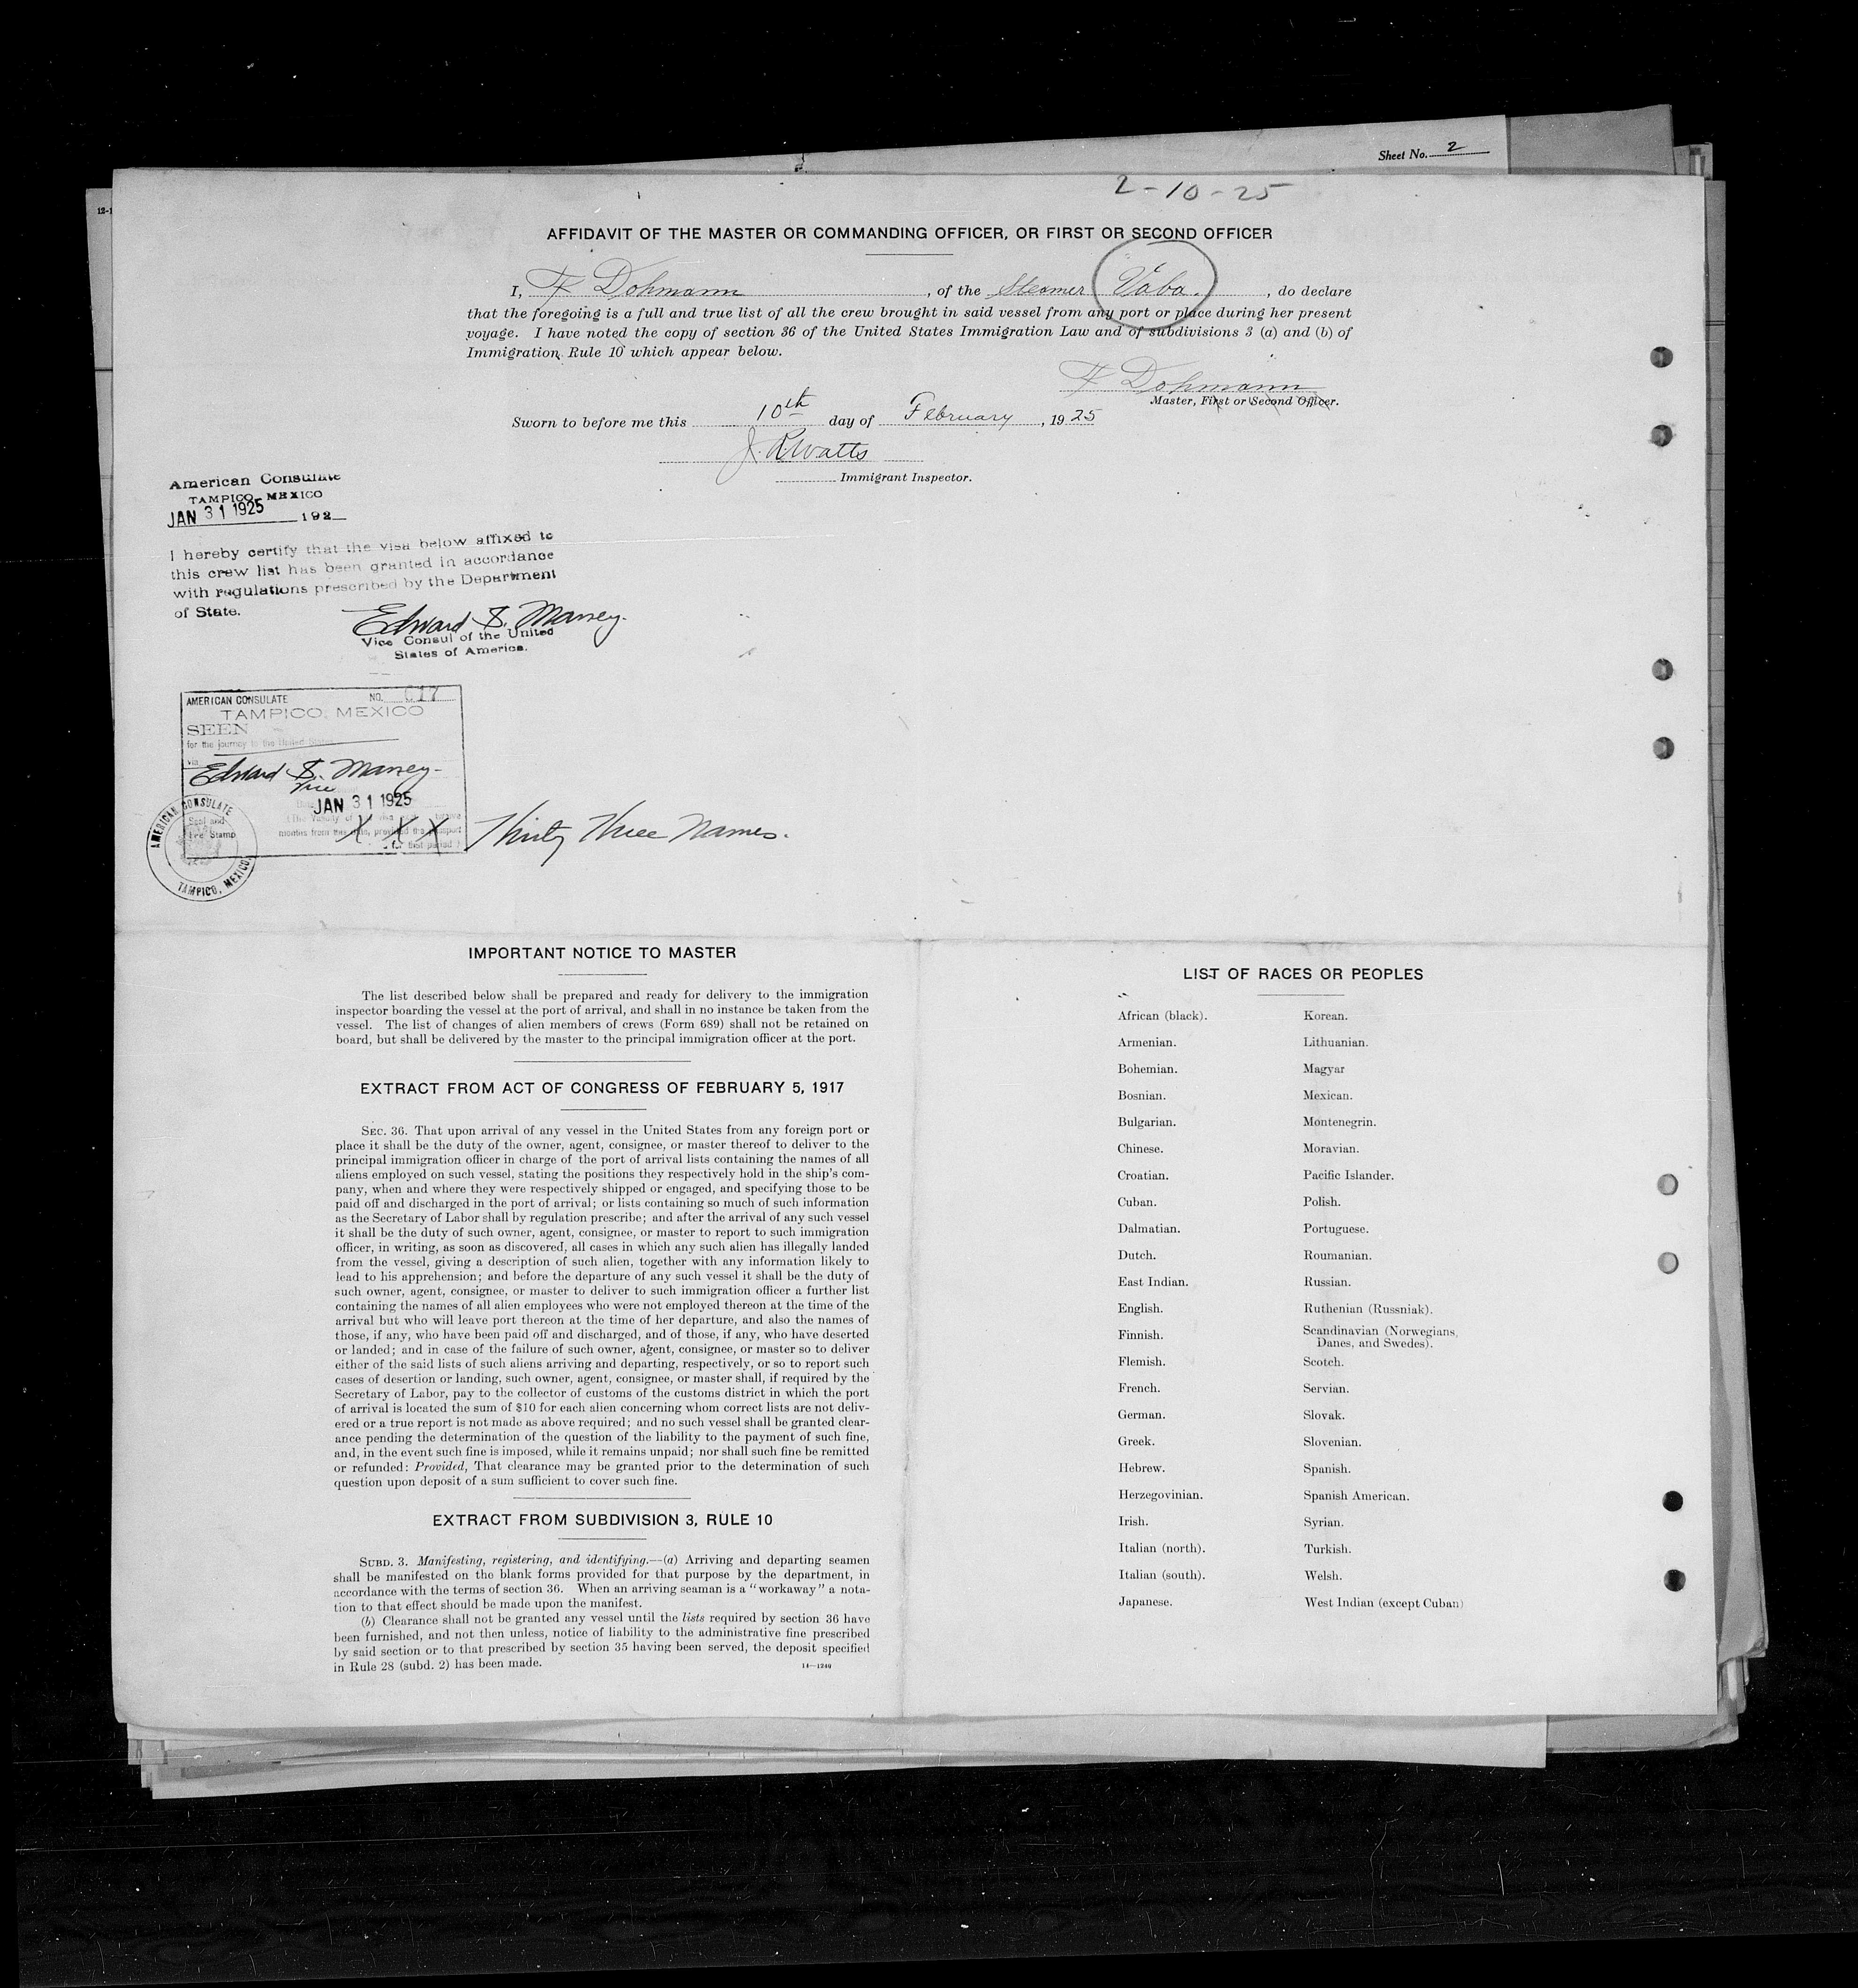 Sheet No. 2
12-1
2-10-25
AFFIDAVIT OF THE MASTER OR COMMANDING OFFICER, OR FIRST OR SECOND OFFICER
I, F Dohmann, of the Steamer Vaba., do declare
that the foregoing is a full and true list of all the crew brought in said vessel from any port or place during her present
voyage. I have noted the copy of section 36 of the United States Immigration Law and of subdivisions 3 (a) and (b) of
Immigration Rule 10 which appear below.
F Dohmann
Master, First or Second Officer.
Sworn to before me this 10th day of February, 1925
J. R. Watts
Immigrant Inspector.
American Consulate
TAMPICO, MEXICO
JAN 31 1925 192
I hereby certify that the visa below affixed to
this crew list has been granted in accordance
with regulations prescribed by the Department
of State.
Edward S. Maney.
Vice Consul of the United
States of America.
AMERICAN CONSULATE NO. 617
TAMPICO, MEXICO
SEEN
for the journey to the United States
via
Edward S. Maney
Vice
JAN 31 1925
AMERICAN CONSULATE
Seal and
Fee Stamp
months from this date, provided the passport
for that period)
X X X Thirty Three Names.
TAMPICO, MEXICO
IMPORTANT NOTICE TO MASTER
The list described below shall be prepared and ready for delivery to the immigration
inspector boarding the vessel at the port of arrival, and shall in no instance be taken from the
vessel. The list of changes of alien members of crews (Form 689) shall not be retained on
board, but shall be delivered by the master to the principal immigration officer at the port.
EXTRACT FROM ACT OF CONGRESS OF FEBRUARY 5, 1917
SEC. 36. That upon arrival of any vessel in the United States from any foreign port or
place it shall be the duty of the owner, agent, consignee, or master thereof to deliver to the
principal immigration officer in charge of the port of arrival lists containing the names of all
aliens employed on such vessel, stating the positions they respectively hold in the ship's com-
pany, when and where they were respectively shipped or engaged, and specifying those to be
paid off and discharged in the port of arrival; or lists containing so much of such information
as the Secretary of Labor shall by regulation prescribe; and after the arrival of any such vessel
it shall be the duty of such owner, agent, consignee, or master to report to such immigration
officer, in writing, as soon as discovered, all cases in which any such alien has illegally landed
from the vessel, giving a description of such alien, together with any information likely to
lead to his apprehension; and before the departure of any such vessel it shall be the duty of
such owner, agent, consignee, or master to deliver to such immigration officer a further list
containing the names of all alien employees who were not employed thereon at the time of the
arrival but who will leave port thereon at the time of her departure, and also the names of
those, if any, who have been paid off and discharged, and of those, if any, who have deserted
or landed; and in case of the failure of such owner, agent, consignee, or master so to deliver
either of the said lists of such aliens arriving and departing, respectively, or so to report such
cases of desertion or landing, such owner, agent, consignee, or master shall, if required by the
Secretary of Labor, pay to the collector of customs of the customs district in which the port
of arrival is located the sum of $10 for each alien concerning whom correct lists are not deliv-
ered or a true report is not made as above required; and no such vessel shall be granted clear-
ance pending the determination of the question of the liability to the payment of such fine,
and, in the event such fine is imposed, while it remains unpaid; nor shall such fine be remitted
or refunded: Provided, That clearance may be granted prior to the determination of such
question upon deposit of a sum sufficient to cover such fine.
EXTRACT FROM SUBDIVISION 3, RULE 10
SUBD. 3. Manifesting, registering, and identifying.—(a) Arriving and departing seamen
shall be manifested on the blank forms provided for that purpose by the department, in
accordance with the terms of section 36. When an arriving seaman is a "workaway" a nota-
tion to that effect should be made upon the manifest.
(b) Clearance shall not be granted any vessel until the lists required by section 36 have
been furnished, and not then unless, notice of liability to the administrative fine prescribed
by said section or to that prescribed by section 35 having been served, the deposit specified
in Rule 28 (subd. 2) has been made.
14—1240
LIST OF RACES OR PEOPLES
African (black).
Armenian.
Bohemian.
Bosnian.
Bulgarian.
Chinese.
Croatian.
Cuban.
Dalmatian.
Dutch.
East Indian.
English.
Finnish.
Flemish.
French.
German.
Greek.
Hebrew.
Herzegovinian.
Irish.
Italian (north).
Italian (south).
Japanese.
Korean.
Lithuanian.
Magyar
Mexican.
Montenegrin.
Moravian.
Pacific Islander.
Polish.
Portuguese.
Roumanian.
Russian.
Ruthenian (Russniak).
Scandinavian (Norwegians,
Danes, and Swedes).
Scotch.
Servian.
Slovak.
Slovenian.
Spanish.
Spanish American.
Syrian.
Turkish.
Welsh.
West Indian (except Cuban)